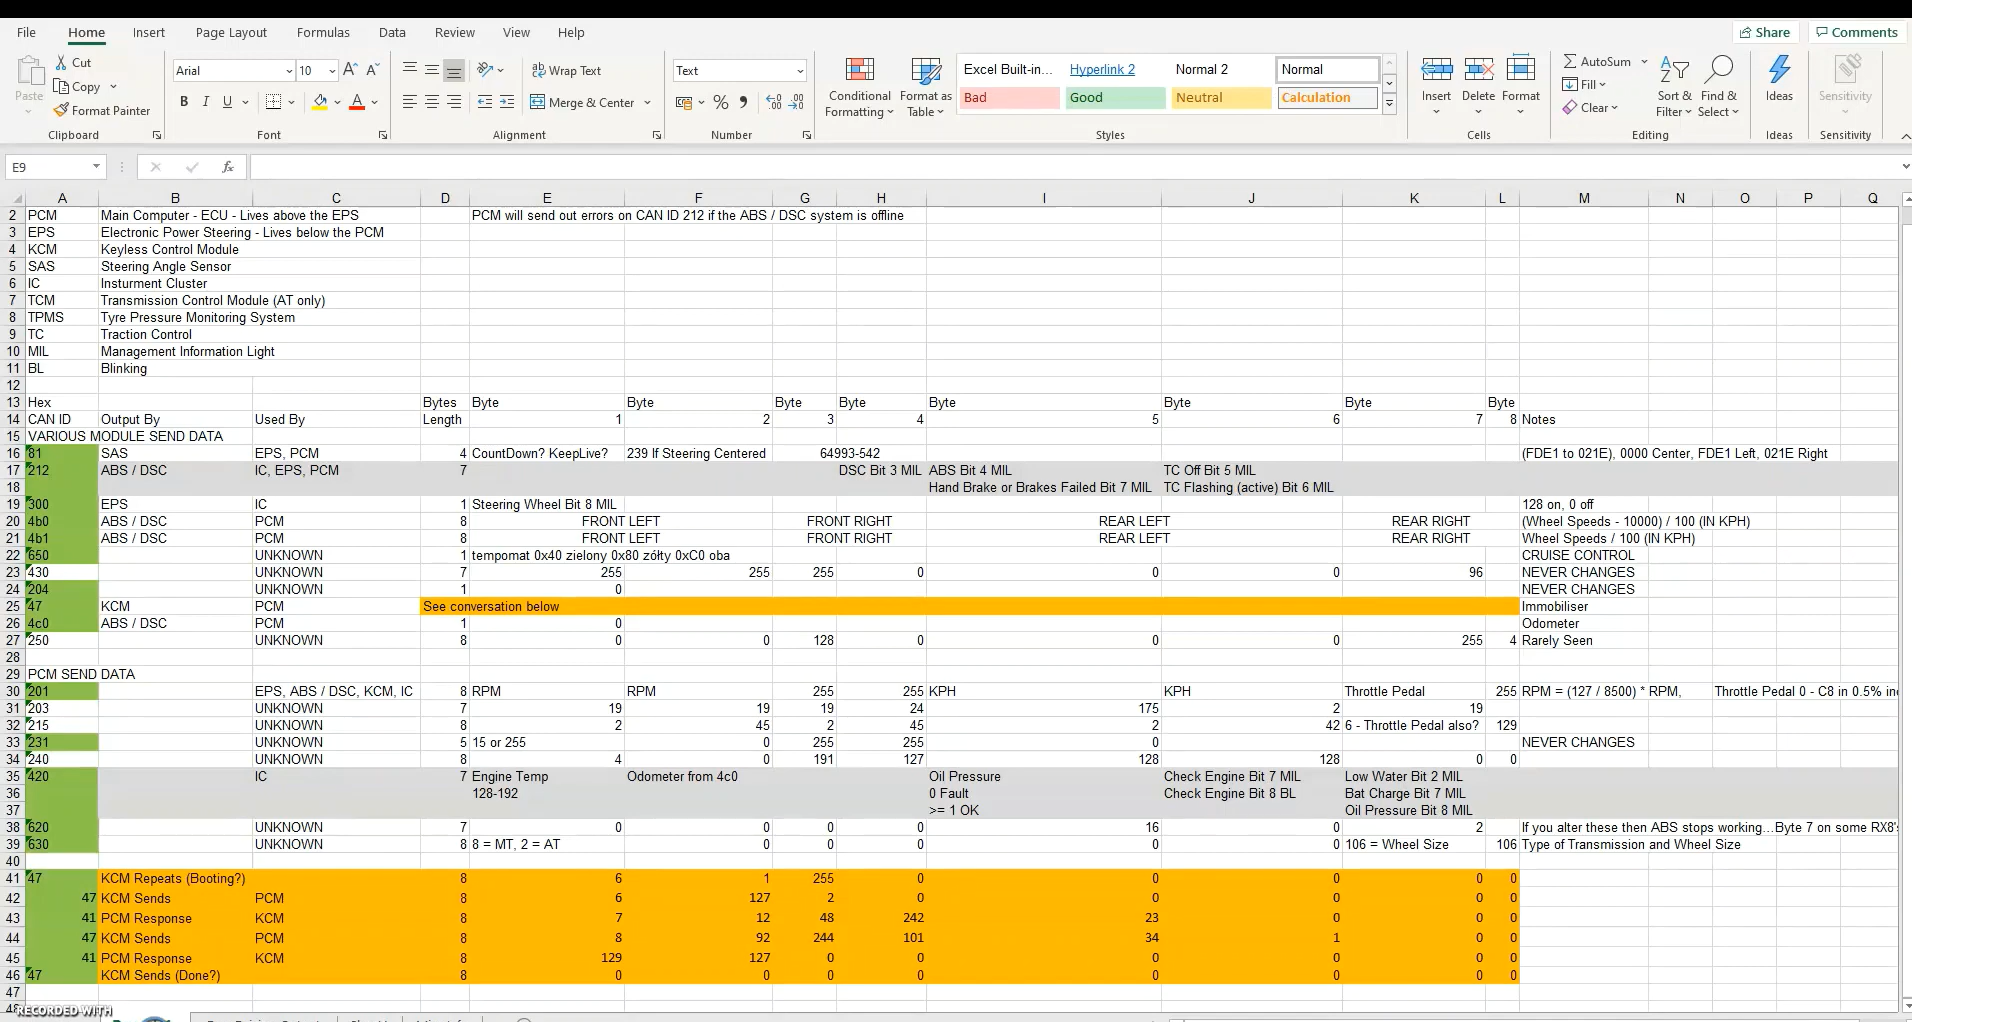 File Home Insert Page Layout Formulas Data Review View Help Share Comments
Cut
Copy
Format Painter
Paste
Clipboard
Arial 10
B I U
Font
Wrap Text
Merge & Center
Alignment
Text
Number
Conditional Formatting
Format as Table
Excel Built-in... Hyperlink 2 Normal 2 Normal
Bad Good Neutral Calculation
Styles
Insert Delete Format
Cells
AutoSum
Fill
Clear
Sort & Filter
Find & Select
Editing
Ideas
Ideas
Sensitivity
Sensitivity
E9 fx
A B C D E F G H I J K L M N O P Q
2 PCM Main Computer - ECU - Lives above the EPS PCM will send out errors on CAN ID 212 if the ABS / DSC system is offline
3 EPS Electronic Power Steering - Lives below the PCM
4 KCM Keyless Control Module
5 SAS Steering Angle Sensor
6 IC Insturment Cluster
7 TCM Transmission Control Module (AT only)
8 TPMS Tyre Pressure Monitoring System
9 TC Traction Control
10 MIL Management Information Light
11 BL Blinking
12
13 Hex Bytes Byte Byte Byte Byte Byte Byte Byte Byte
14 CAN ID Output By Used By Length 1 2 3 4 5 6 7 8 Notes
15 VARIOUS MODULE SEND DATA
16 81 SAS EPS, PCM 4 CountDown? KeepLive? 239 If Steering Centered 64993-542 (FDE1 to 021E), 0000 Center, FDE1 Left, 021E Right
17 212 ABS / DSC IC, EPS, PCM 7 DSC Bit 3 MIL ABS Bit 4 MIL TC Off Bit 5 MIL
18 Hand Brake or Brakes Failed Bit 7 MIL TC Flashing (active) Bit 6 MIL
19 300 EPS IC 1 Steering Wheel Bit 8 MIL 128 on, 0 off
20 4b0 ABS / DSC PCM 8 FRONT LEFT FRONT RIGHT REAR LEFT REAR RIGHT (Wheel Speeds - 10000) / 100 (IN KPH)
21 4b1 ABS / DSC PCM 8 FRONT LEFT FRONT RIGHT REAR LEFT REAR RIGHT Wheel Speeds / 100 (IN KPH)
22 650 UNKNOWN 1 tempomat 0x40 zielony 0x80 zółty 0xC0 oba CRUISE CONTROL
23 430 UNKNOWN 7 255 255 255 0 0 0 96 NEVER CHANGES
24 204 UNKNOWN 1 0 NEVER CHANGES
25 47 KCM PCM See conversation below Immobiliser
26 4c0 ABS / DSC PCM 1 0 Odometer
27 250 UNKNOWN 8 0 0 128 0 0 0 255 4 Rarely Seen
28
29 PCM SEND DATA
30 201 EPS, ABS / DSC, KCM, IC 8 RPM RPM 255 255 KPH KPH Throttle Pedal 255 RPM = (127 / 8500) * RPM, Throttle Pedal 0 - C8 in 0.5% in
31 203 UNKNOWN 7 19 19 19 24 175 2 19
32 215 UNKNOWN 8 2 45 2 45 2 42 6 - Throttle Pedal also? 129
33 231 UNKNOWN 5 15 or 255 0 255 255 0 NEVER CHANGES
34 240 UNKNOWN 8 4 0 191 127 128 128 0 0
35 420 IC 7 Engine Temp Odometer from 4c0 Oil Pressure Check Engine Bit 7 MIL Low Water Bit 2 MIL
36 128-192 0 Fault Check Engine Bit 8 BL Bat Charge Bit 7 MIL
37 >= 1 OK Oil Pressure Bit 8 MIL
38 620 UNKNOWN 7 0 0 0 0 16 0 2 If you alter these then ABS stops working...Byte 7 on some RX8's
39 630 UNKNOWN 8 8 = MT, 2 = AT 0 0 0 0 0 106 = Wheel Size 106 Type of Transmission and Wheel Size
40
41 47 KCM Repeats (Booting?) 8 6 1 255 0 0 0 0 0
42 47 KCM Sends PCM 8 6 127 2 0 0 0 0 0
43 41 PCM Response KCM 8 7 12 48 242 23 0 0 0
44 47 KCM Sends PCM 8 8 92 244 101 34 1 0 0
45 41 PCM Response KCM 8 129 127 0 0 0 0 0 0
46 47 KCM Sends (Done?) 8 0 0 0 0 0 0 0 0
47
RECORDED WITH